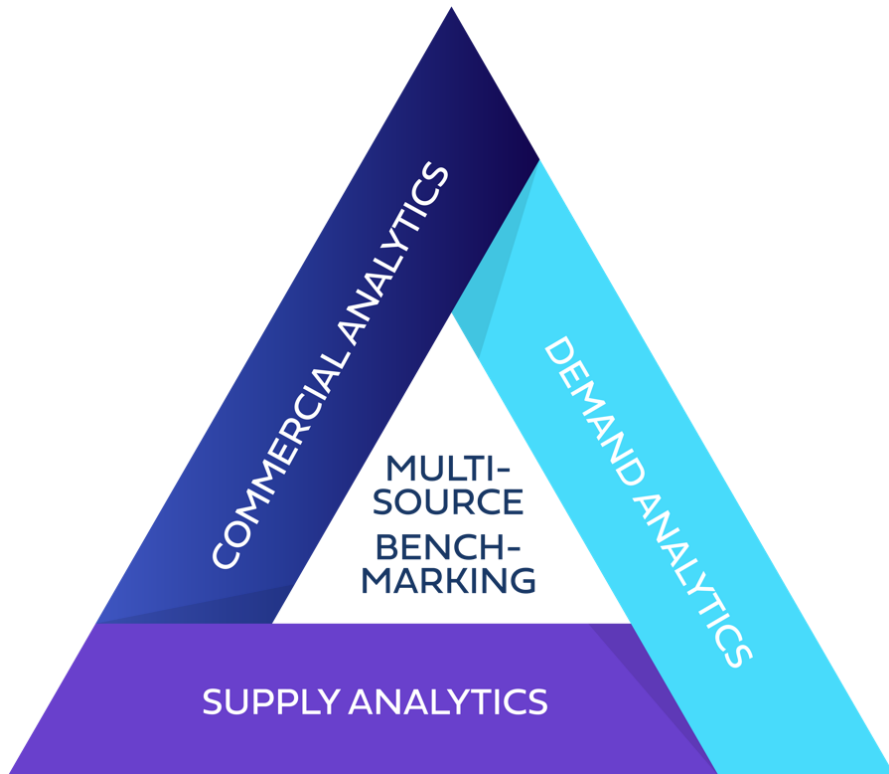 COMMERCIAL ANALYTICS
DEMAND ANALYTICS
MULTI-
SOURCE
BENCH-
MARKING
SUPPLY ANALYTICS